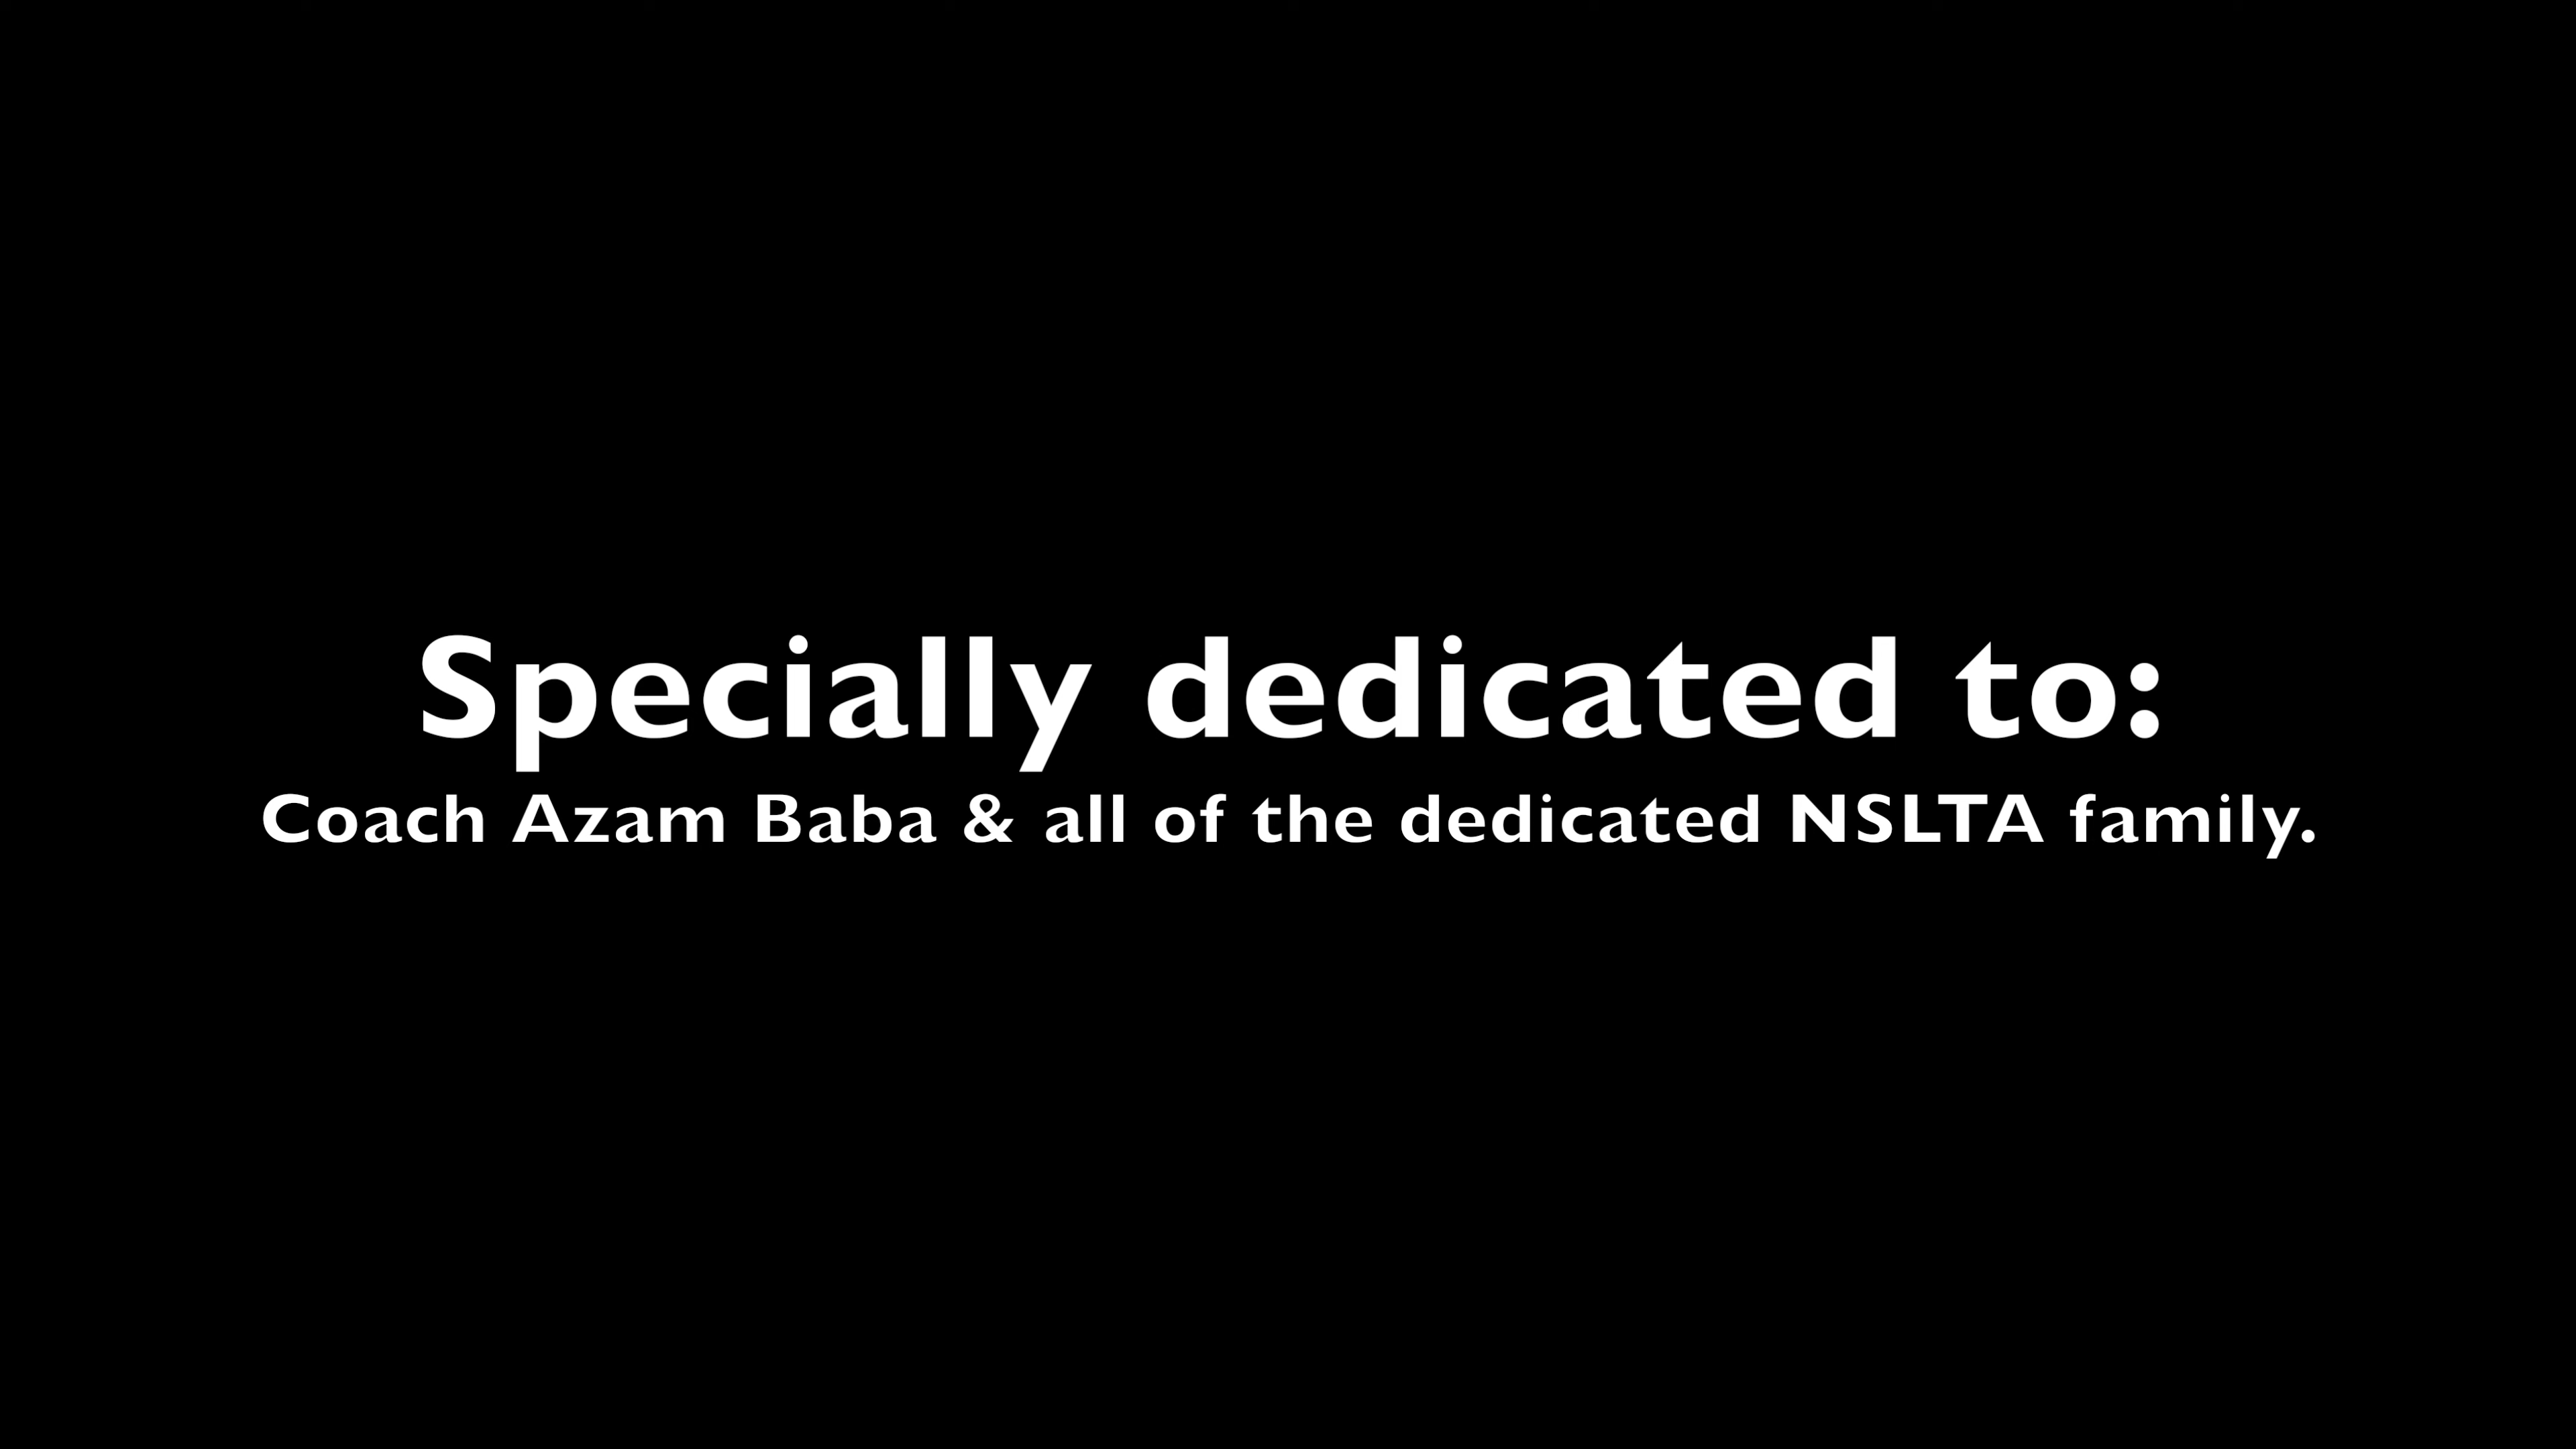 Specially dedicated to:
Coach Azam Baba & all of the dedicated NSLTA family.